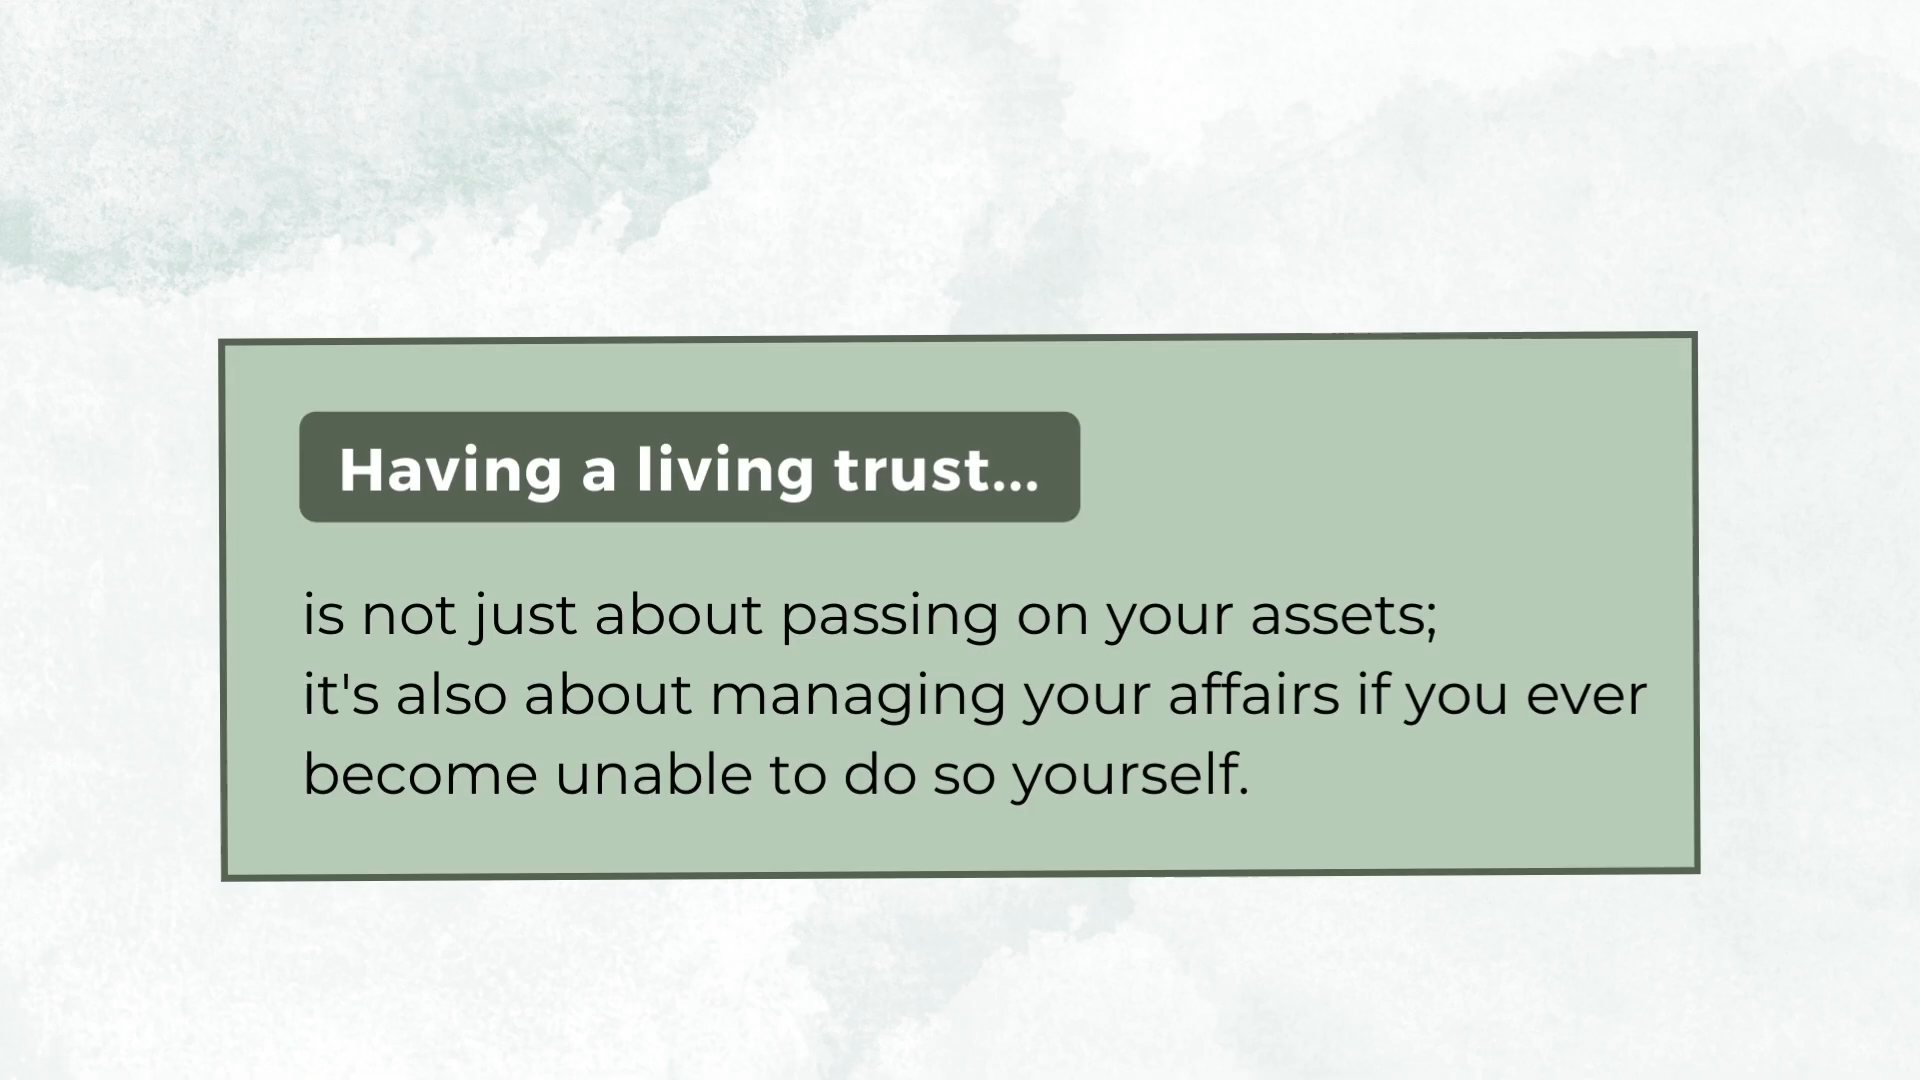 Having a living trust...
is not just about passing on your assets;
it's also about managing your affairs if you ever
become unable to do so yourself.